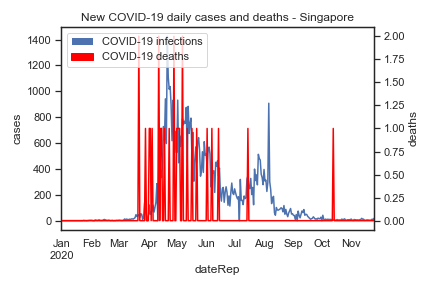 New COVID-19 daily cases and deaths - Singapore
COVID-19 infections
COVID-19 deaths
1400
1200
1000
800
600
400
200
0
cases
2.00
1.75
1.50
1.25
1.00
0.75
0.50
0.25
0.00
deaths
Jan Feb Mar Apr May Jun Jul Aug Sep Oct Nov
2020
dateRep